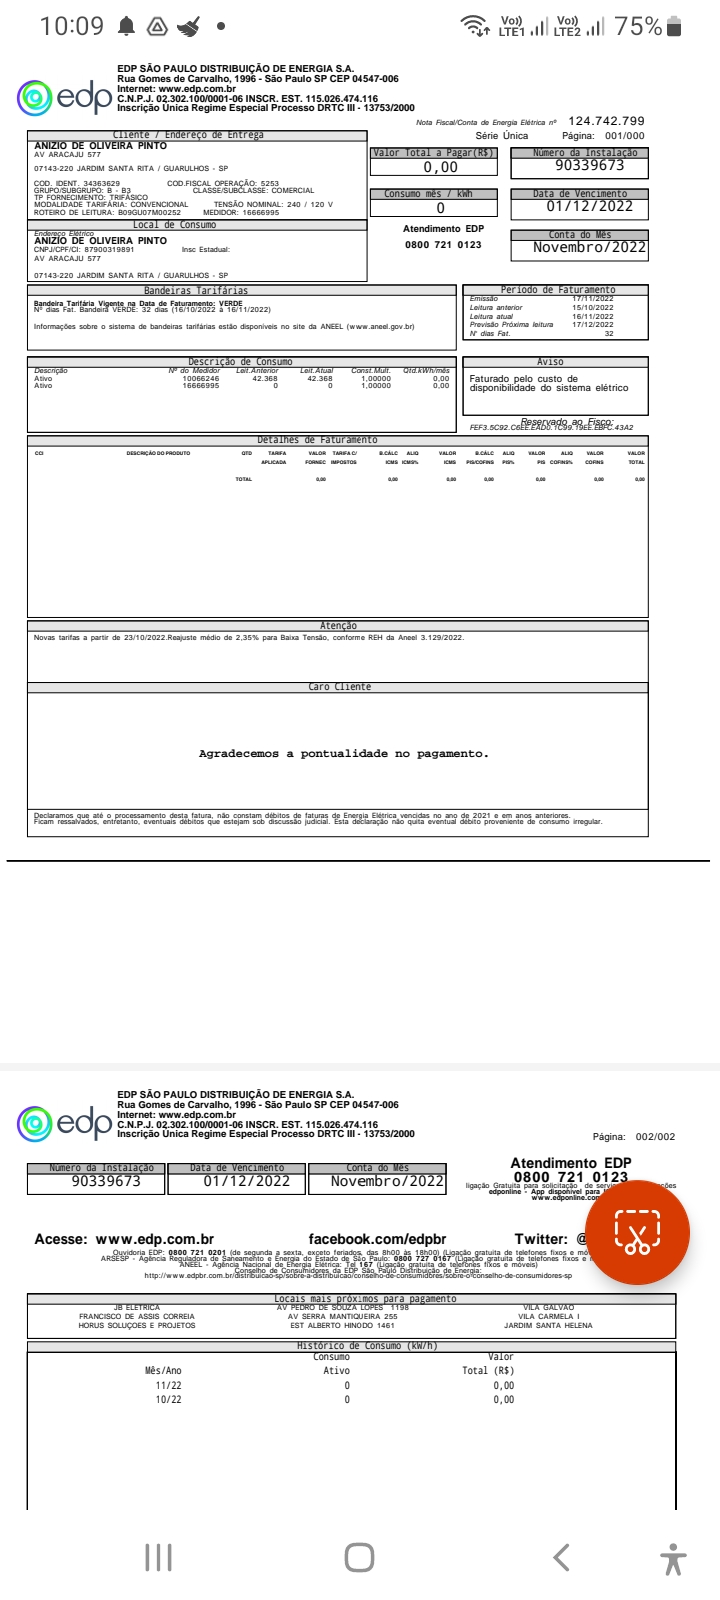 10:09 Vo)) LTE1 Vo)) LTE2 75%
EDP SÃO PAULO DISTRIBUIÇÃO DE ENERGIA S.A.
Rua Gomes de Carvalho, 1996 - São Paulo SP CEP 04547-006
Internet: www.edp.com.br
C.N.P.J. 02.302.100/0001-06 INSCR. EST. 115.026.474.116
Inscrição Única Regime Especial Processo DRTC III - 13753/2000
edp
Nota Fiscal/Conta de Energia Elétrica nº 124.742.799
Série Única Página: 001/000
Cliente / Endereço de Entrega
ANIZIO DE OLIVEIRA PINTO
AV ARACAJU 577
07143-220 JARDIM SANTA RITA / GUARULHOS - SP
COD. IDENT. 34363629 COD.FISCAL OPERAÇÃO: 5253
GRUPO/SUBGRUPO: B - B3 CLASSE/SUBCLASSE: COMERCIAL
TP FORNECIMENTO: TRIFÁSICO
MODALIDADE TARIFÁRIA: CONVENCIONAL TENSÃO NOMINAL: 240 / 120 V
ROTEIRO DE LEITURA: B09GU07M00252 MEDIDOR: 16666995
Valor Total a Pagar(R$)
0,00
Número da Instalação
90339673
Consumo mês / kWh
0
Data de Vencimento
01/12/2022
Atendimento EDP
0800 721 0123
Conta do Mês
Novembro/2022
Local de Consumo
Endereço Elétrico
ANIZIO DE OLIVEIRA PINTO
CNPJ/CPF/CI: 87900319891 Insc Estadual:
AV ARACAJU 577
07143-220 JARDIM SANTA RITA / GUARULHOS - SP
Bandeiras Tarifárias
Bandeira Tarifária Vigente na Data de Faturamento: VERDE
Nº dias Fat. Bandeira VERDE: 32 dias (16/10/2022 à 16/11/2022)
Informações sobre o sistema de bandeiras tarifárias estão disponíveis no site da ANEEL (www.aneel.gov.br)
Período de Faturamento
Emissão 17/11/2022
Leitura anterior 15/10/2022
Leitura atual 16/11/2022
Previsão Próxima leitura 17/12/2022
N° dias Fat. 32
Descrição de Consumo
Descrição Nº do Medidor Leit.Anterior Leit.Atual Const.Mult. Qtd.kWh/mês
Ativo 10066246 42.368 42.368 1,00000 0,00
Ativo 16666995 0 0 1,00000 0,00
Aviso
Faturado pelo custo de
disponibilidade do sistema elétrico
Reservado ao Fisco:
FEF3.5C92.C6EE.EAD0.1C99.19EE.EBFC.43A2
Detalhes de Faturamento
CCI DESCRIÇÃO DO PRODUTO QTD TARIFA VALOR TARIFA C/ B.CÁLC ALIQ VALOR B.CÁLC ALIQ VALOR ALIQ VALOR VALOR
APLICADA FORNEC IMPOSTOS ICMS ICMS% ICMS PIS/COFINS PIS% PIS COFINS% COFINS TOTAL
TOTAL 0,00 0,00 0,00 0,00 0,00 0,00 0,00
Atenção
Novas tarifas a partir de 23/10/2022.Reajuste médio de 2,35% para Baixa Tensão, conforme REH da Aneel 3.129/2022.
Caro Cliente
Agradecemos a pontualidade no pagamento.
Declaramos que até o processamento desta fatura, não constam débitos de faturas de Energia Elétrica vencidas no ano de 2021 e em anos anteriores.
Ficam ressalvados, entretanto, eventuais débitos que estejam sob discussão judicial. Esta declaração não quita eventual débito proveniente de consumo irregular.
EDP SÃO PAULO DISTRIBUIÇÃO DE ENERGIA S.A.
Rua Gomes de Carvalho, 1996 - São Paulo SP CEP 04547-006
Internet: www.edp.com.br
C.N.P.J. 02.302.100/0001-06 INSCR. EST. 115.026.474.116
Inscrição Única Regime Especial Processo DRTC III - 13753/2000
edp
Página: 002/002
Número da Instalação Data de Vencimento Conta do Mês
90339673 01/12/2022 Novembro/2022
Atendimento EDP
0800 721 0123
ligação Gratuita para solicitação de
edponline - App disponível para
www.edponline.com
Acesse: www.edp.com.br facebook.com/edpbr Twitter: @
Ouvidoria EDP: 0800 721 0201 (de segunda a sexta, exceto feriados, das 8h00 às 18h00) (Ligação gratuita de telefones fixos e
ARSESP - Agência Reguladora de Saneamento e Energia do Estado de São Paulo: 0800 727 0167 (Ligação gratuita de telefones fixos e
ANEEL - Agência Nacional de Energia Elétrica: Tel 167 (Ligação gratuita de telefones fixos e móveis)
Conselho de Consumidores da EDP São Paulo Distribuição de Energia:
http://www.edpbr.com.br/distribuicao-sp/sobre-a-distribuicao/conselho-de-consumidores/sobre-o-conselho-de-consumidores-sp
Locais mais próximos para pagamento
JB ELETRICA AV PEDRO DE SOUZA LOPES 1198 VILA GALVAO
FRANCISCO DE ASSIS CORREIA AV SERRA MANTIQUEIRA 255 VILA CARMELA I
HORUS SOLUÇOES E PROJETOS EST ALBERTO HINODO 1461 JARDIM SANTA HELENA
Histórico de Consumo (kW/h)
Consumo Valor
Mês/Ano Ativo Total (R$)
11/22 0 0,00
10/22 0 0,00